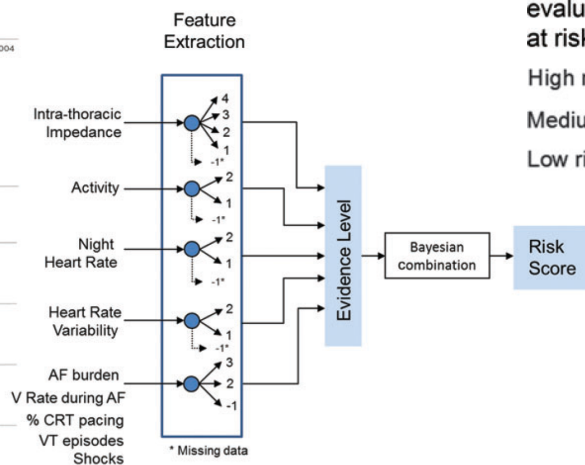 Feature
Extraction
evalu
at risk
High r
Mediu
Low ri
004
Intra-thoracic
Impedance
4
3
2
1
-1*
Activity
2
1
-1*
Night
Heart Rate
2
1
-1*
Heart Rate
Variability
2
1
-1*
AF burden
V Rate during AF
% CRT pacing
VT episodes
Shocks
3
2
-1
* Missing data
Evidence Level
Bayesian
combination
Risk
Score